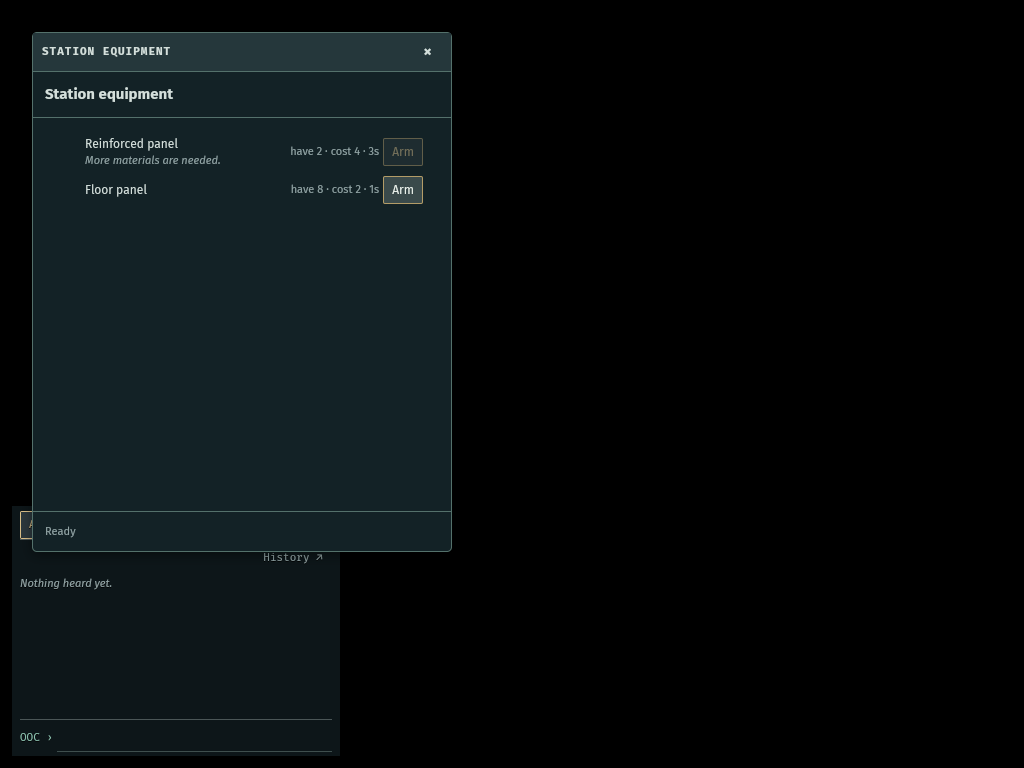 STATION EQUIPMENT ✖
Station equipment
Reinforced panel
More materials are needed.
have 2 · cost 4 · 3s Arm
Floor panel have 8 · cost 2 · 1s Arm
Ready
History ↗
Nothing heard yet.
OOC ›